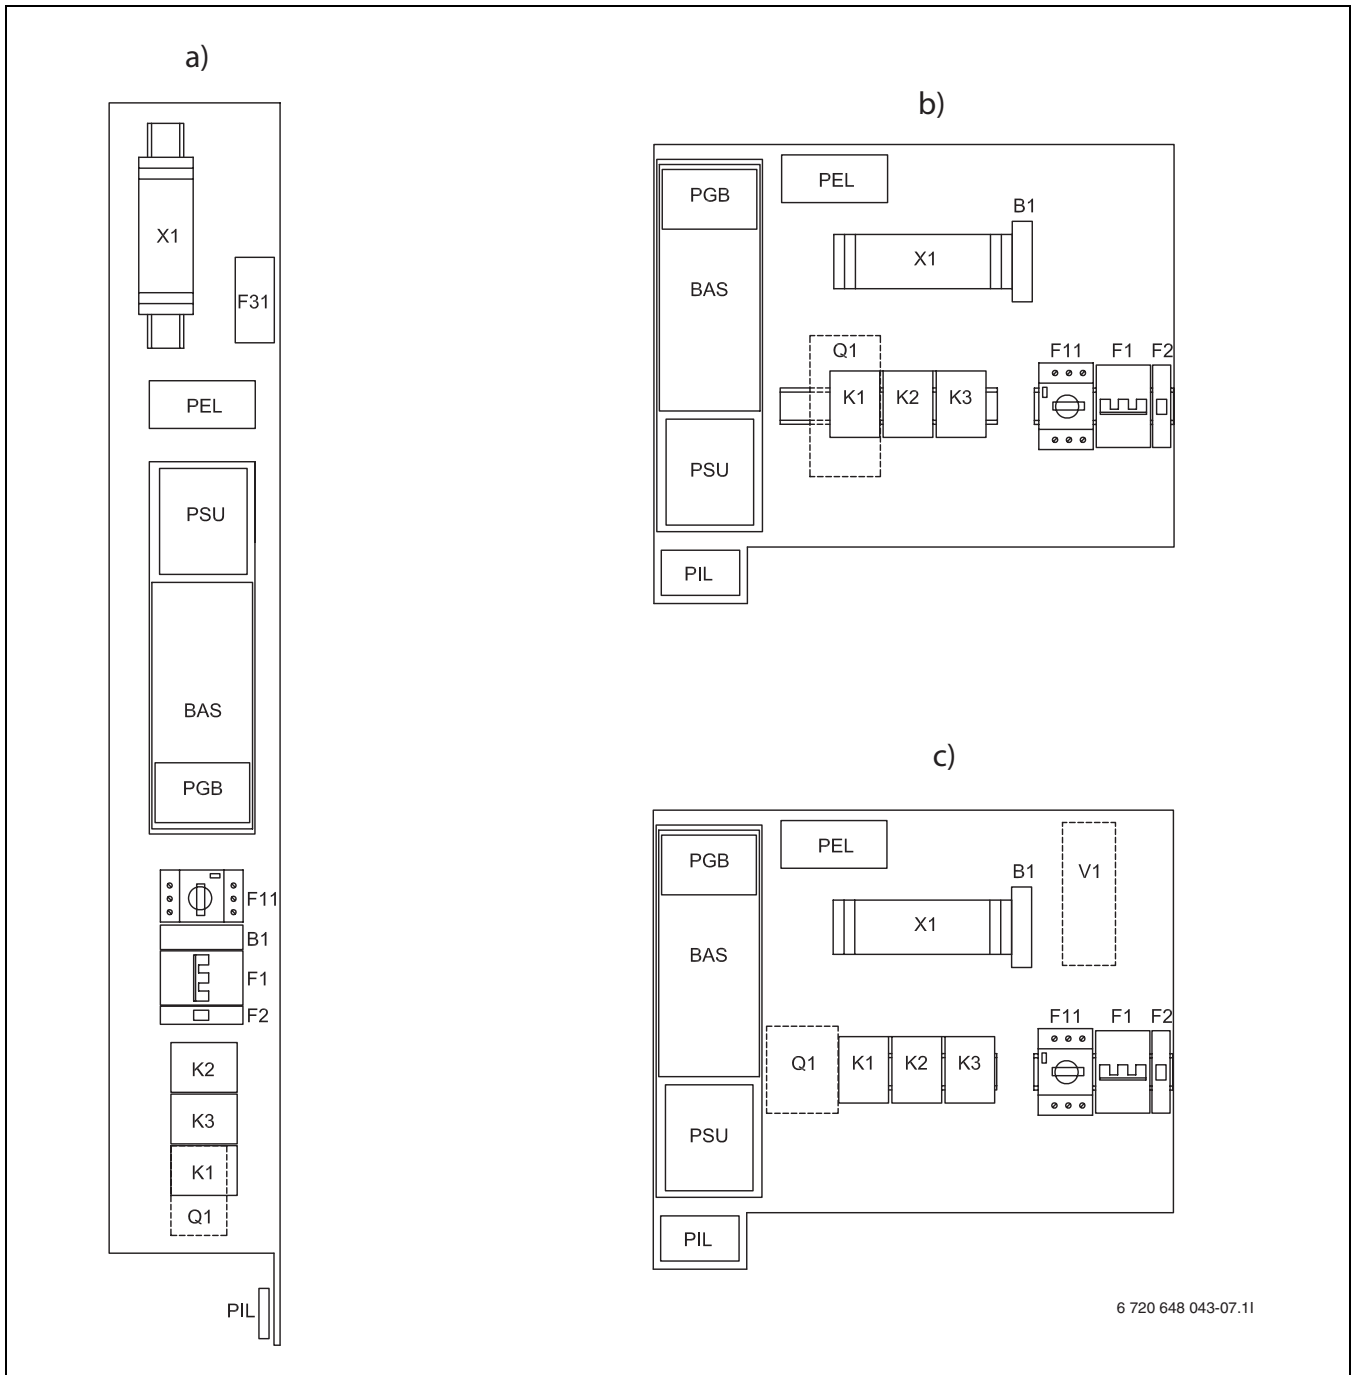 a)
X1
F31
PEL
PSU
BAS
PGB
F11
B1
F1
F2
K2
K3
K1
Q1
PIL
b)
PGB
PEL
B1
X1
BAS
Q1
F11
F1
F2
K1
K2
K3
PSU
PIL
c)
PGB
PEL
B1
V1
X1
BAS
F11
F1
F2
Q1
K1
K2
K3
PSU
PIL
6 720 648 043-07.1I